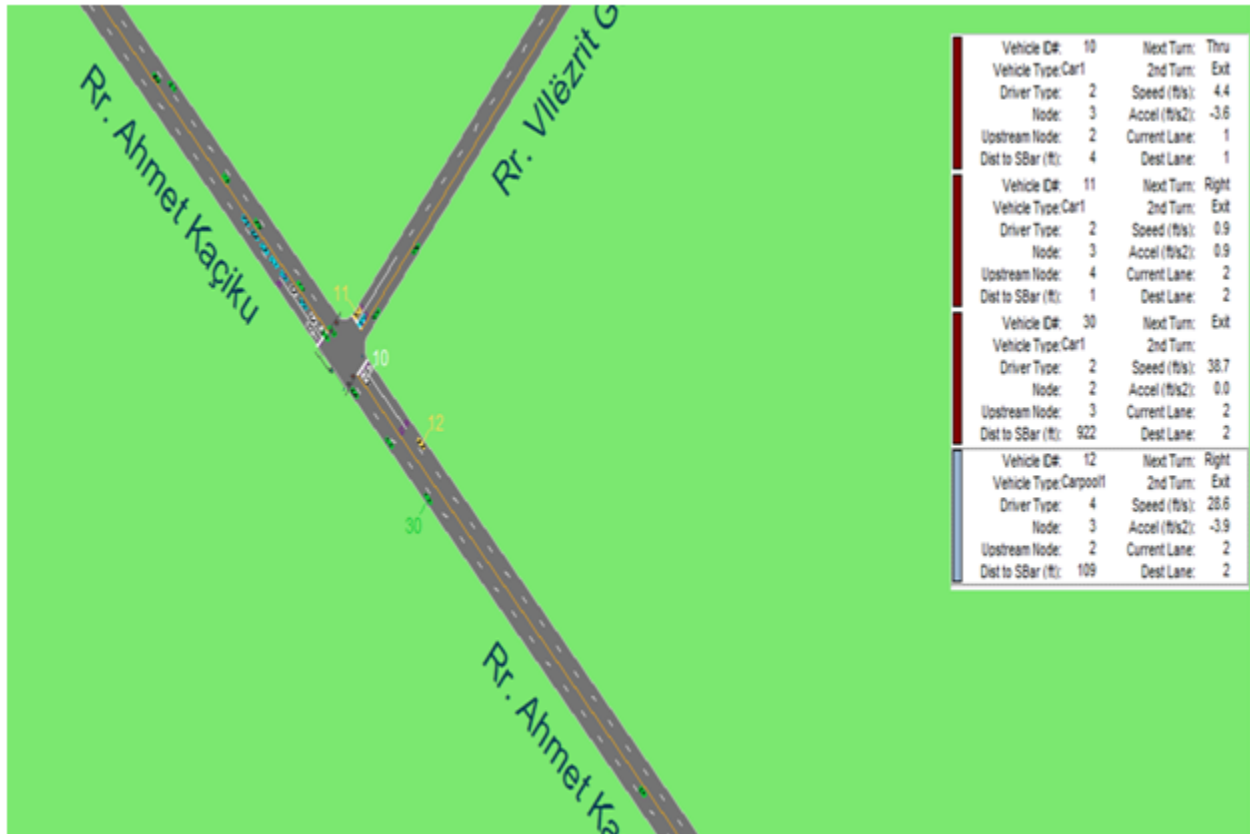 Rr. Ahmet Kaçiku
Rr. Vllëzrit G
11
10
12
30
Rr. Ahmet Ka
Vehicle ID#: 10 Next Turn: Thru
Vehicle Type: Car1 2nd Turn: Exit
Driver Type: 2 Speed (ft/s): 4.4
Node: 3 Accel (ft/s2): -3.6
Upstream Node: 2 Current Lane: 1
Dist to SBar (ft): 4 Dest Lane: 1
Vehicle ID#: 11 Next Turn: Right
Vehicle Type: Car1 2nd Turn: Exit
Driver Type: 2 Speed (ft/s): 0.9
Node: 3 Accel (ft/s2): 0.9
Upstream Node: 4 Current Lane: 2
Dist to SBar (ft): 1 Dest Lane: 2
Vehicle ID#: 30 Next Turn: Exit
Vehicle Type: Car1 2nd Turn:
Driver Type: 2 Speed (ft/s): 38.7
Node: 2 Accel (ft/s2): 0.0
Upstream Node: 3 Current Lane: 2
Dist to SBar (ft): 922 Dest Lane: 2
Vehicle ID#: 12 Next Turn: Right
Vehicle Type: Carpool1 2nd Turn: Exit
Driver Type: 4 Speed (ft/s): 28.6
Node: 3 Accel (ft/s2): -3.9
Upstream Node: 2 Current Lane: 2
Dist to SBar (ft): 109 Dest Lane: 2